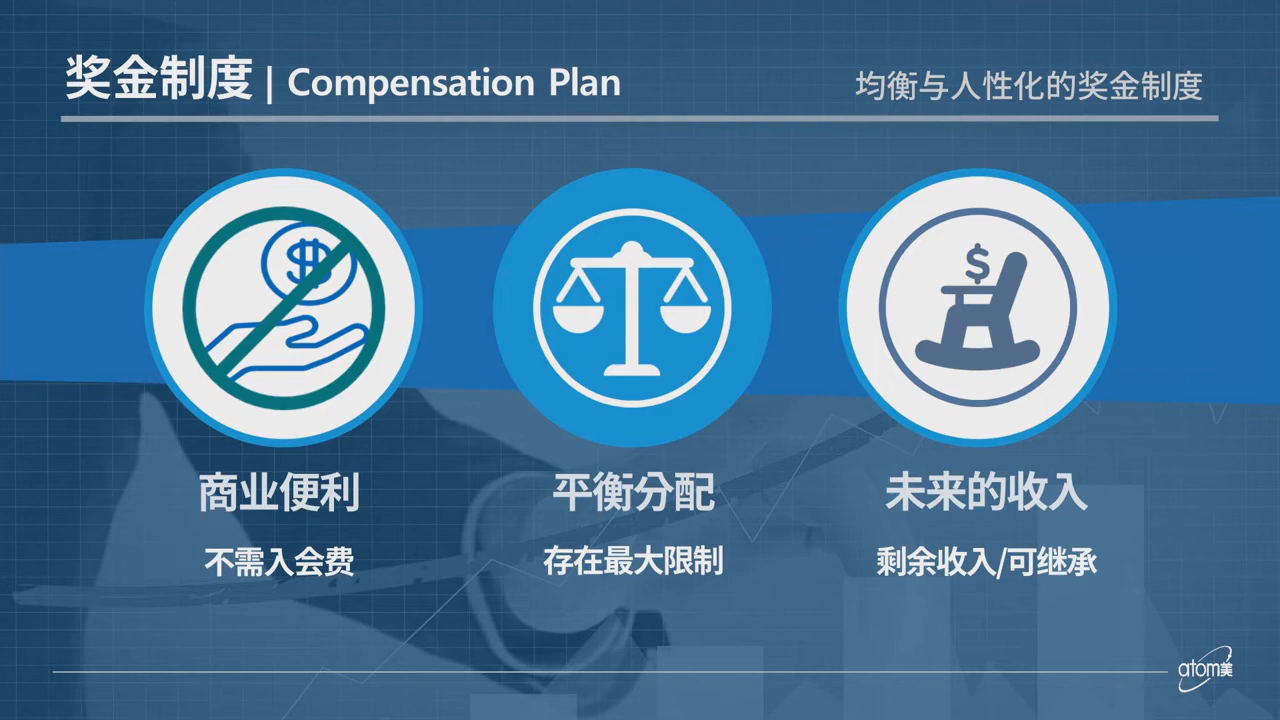 奖金制度 | Compensation Plan
均衡与人性化的奖金制度
商业便利
平衡分配
未来的收入
不需入会费
存在最大限制
剩余收入/可继承
atom美